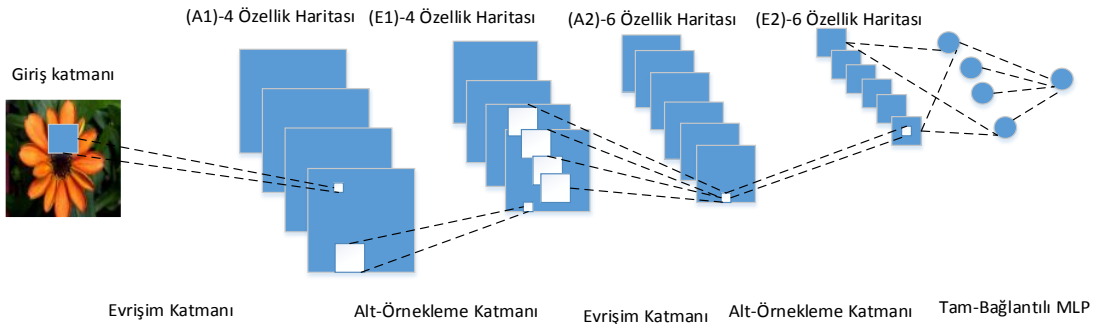 (A1)-4 Özellik Haritası
(E1)-4 Özellik Haritası
(A2)-6 Özellik Haritası
(E2)-6 Özellik Haritası
Giriş katmanı
Evrişim Katmanı
Alt-Örnekleme Katmanı
Evrişim Katmanı
Alt-Örnekleme Katmanı
Tam-Bağlantılı MLP